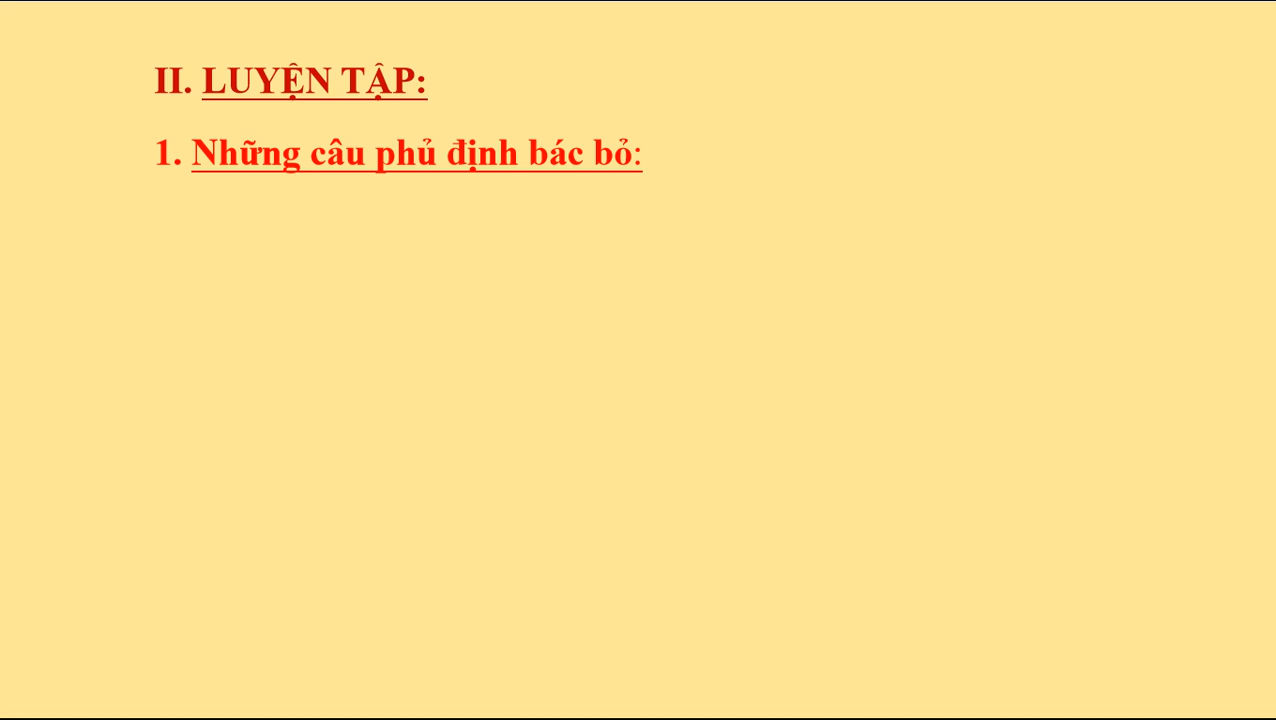 II. LUYỆN TẬP:
1. Những câu phủ định bác bỏ: